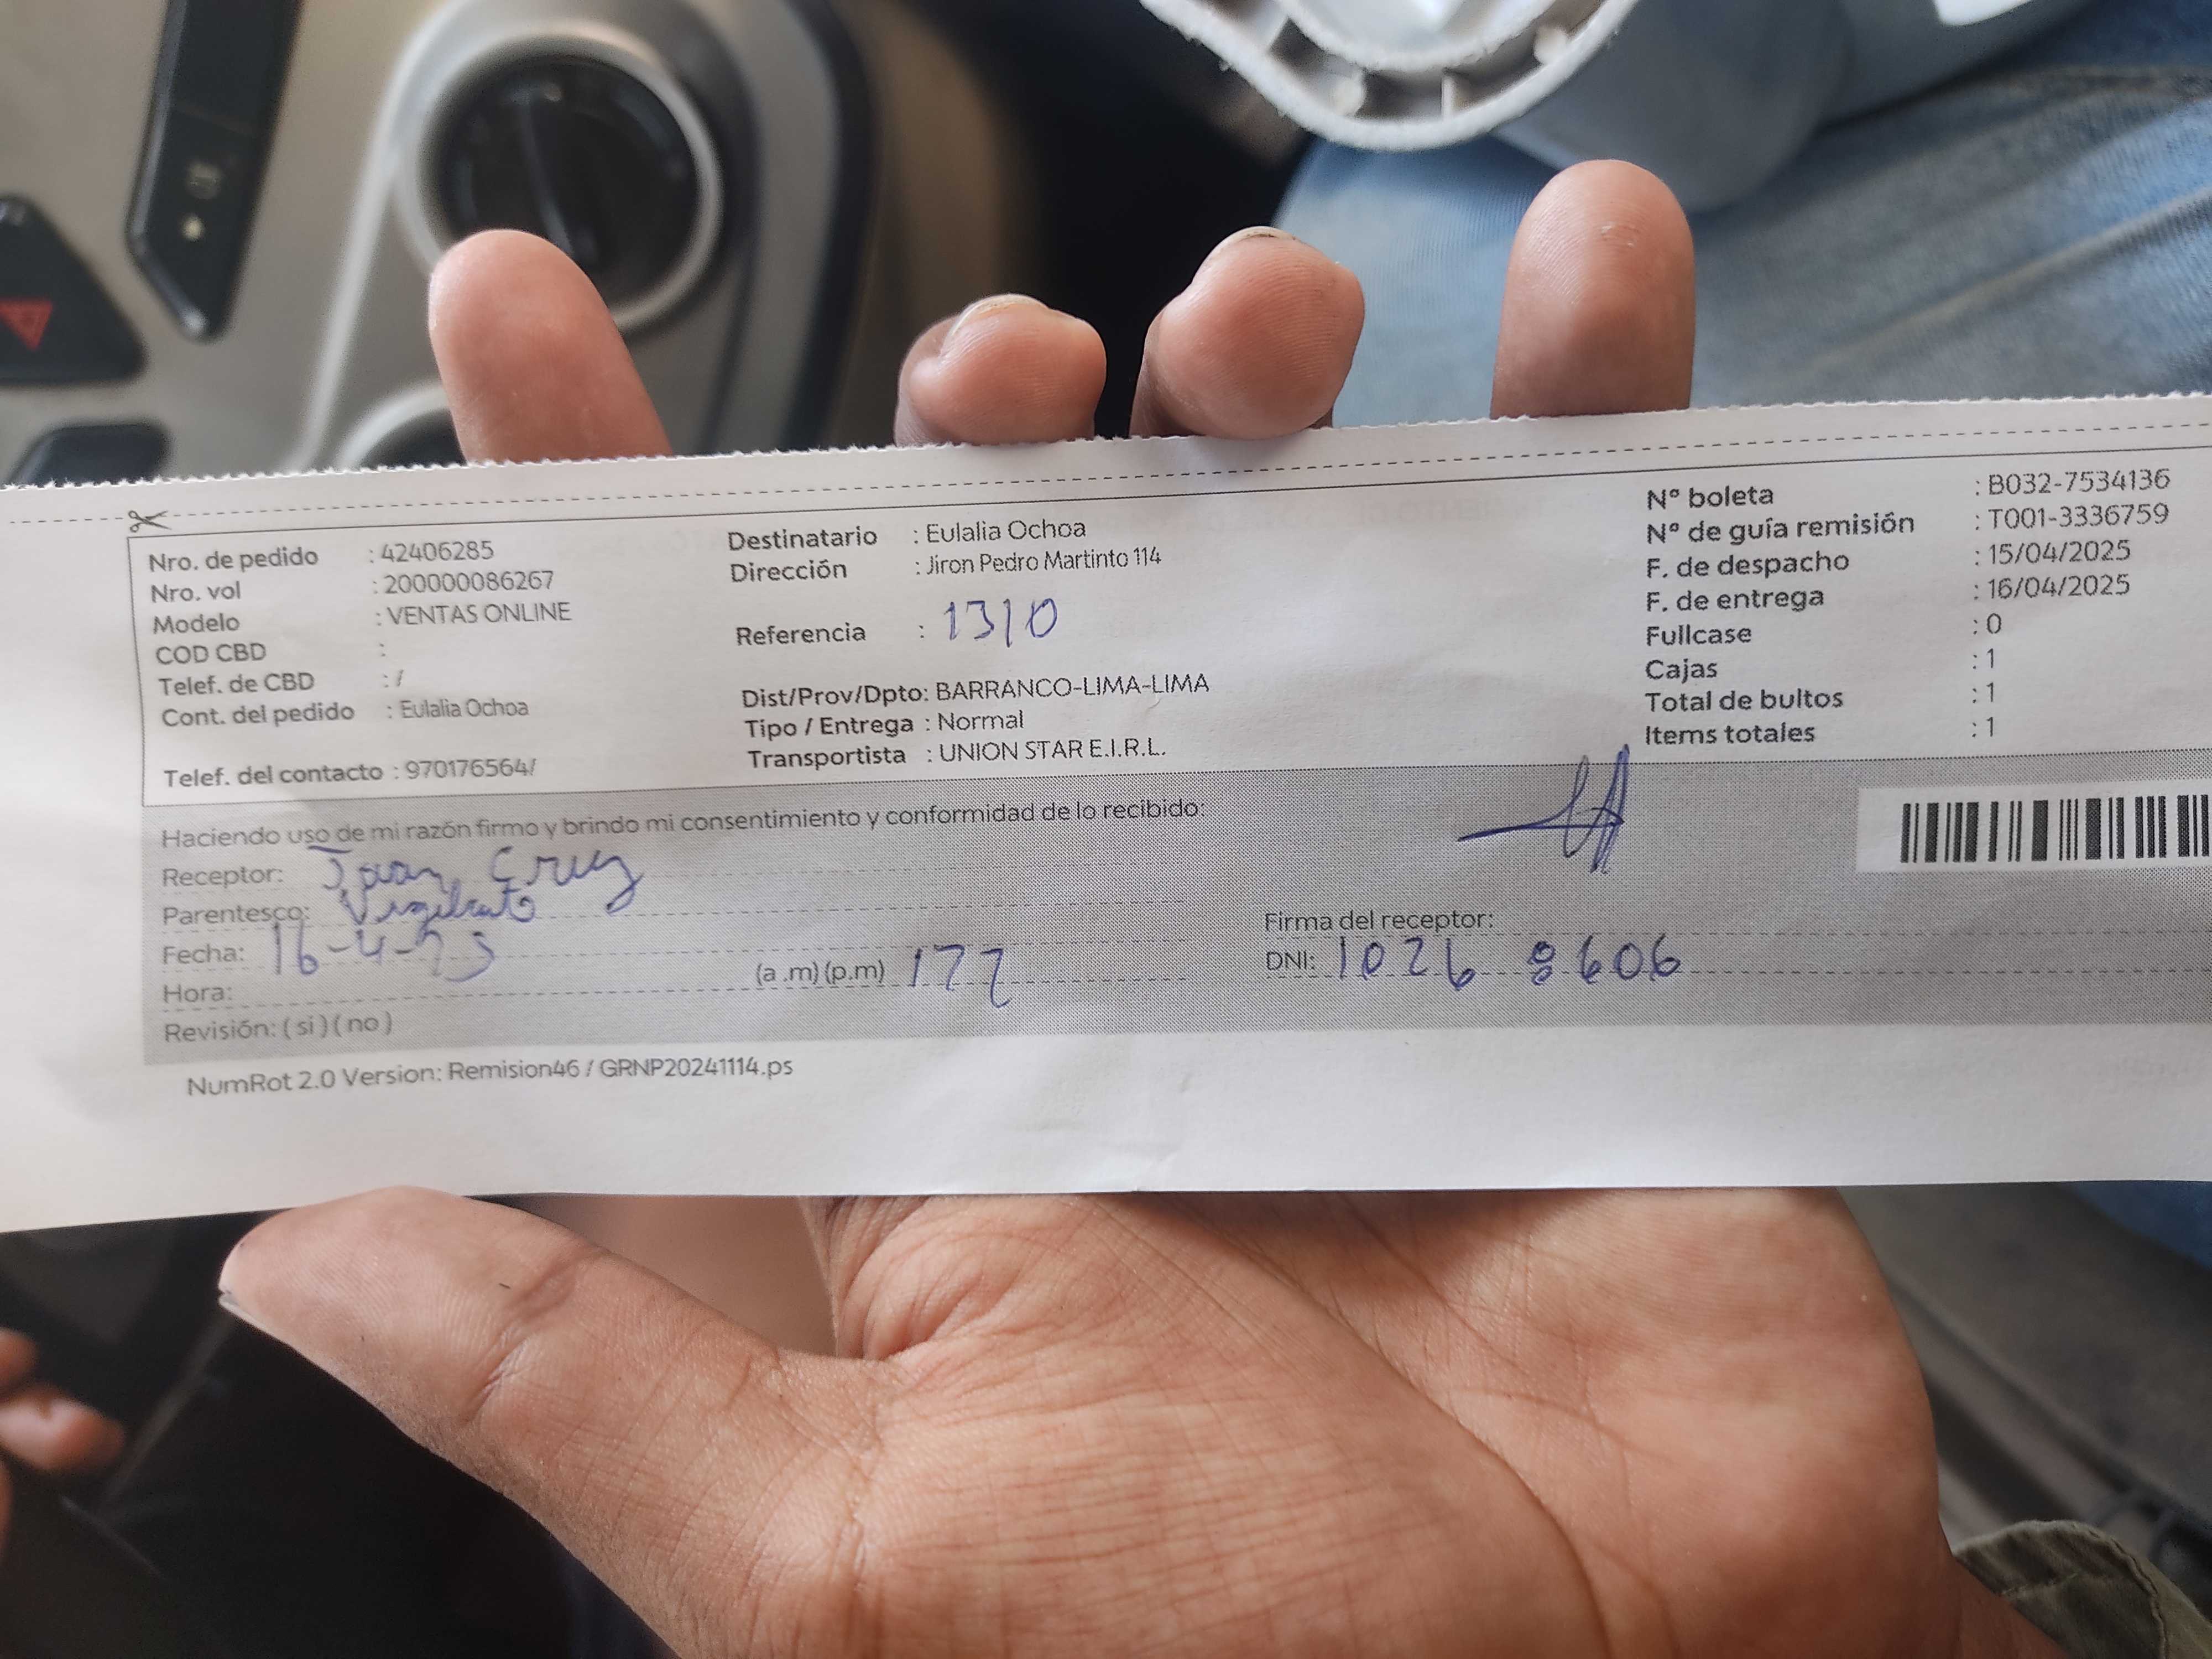 Nro. de pedido : 42406285
Nro. vol : 200000086267
Modelo : VENTAS ONLINE
COD CBD :
Telef. de CBD : /
Cont. del pedido : Eulalia Ochoa
Telef. del contacto : 970176564/
Destinatario : Eulalia Ochoa
Dirección : Jiron Pedro Martinto 114
Referencia : 1310
Dist/Prov/Dpto: BARRANCO-LIMA-LIMA
Tipo / Entrega : Normal
Transportista : UNION STAR E.I.R.L.
Nº boleta : B032-7534136
Nº de guía remisión : T001-3336759
F. de despacho : 15/04/2025
F. de entrega : 16/04/2025
Fullcase : 0
Cajas : 1
Total de bultos : 1
Items totales : 1
Haciendo uso de mi razón firmo y brindo mi consentimiento y conformidad de lo recibido:
Receptor: Juan Cruz
Parentesco: Vigilante
Fecha: 16-4-25
Hora: (a .m) (p.m)
Revisión: ( si ) ( no )
Firma del receptor:
DNI: 1026 8606
NumRot 2.0 Version: Remision46 / GRNP20241114.ps